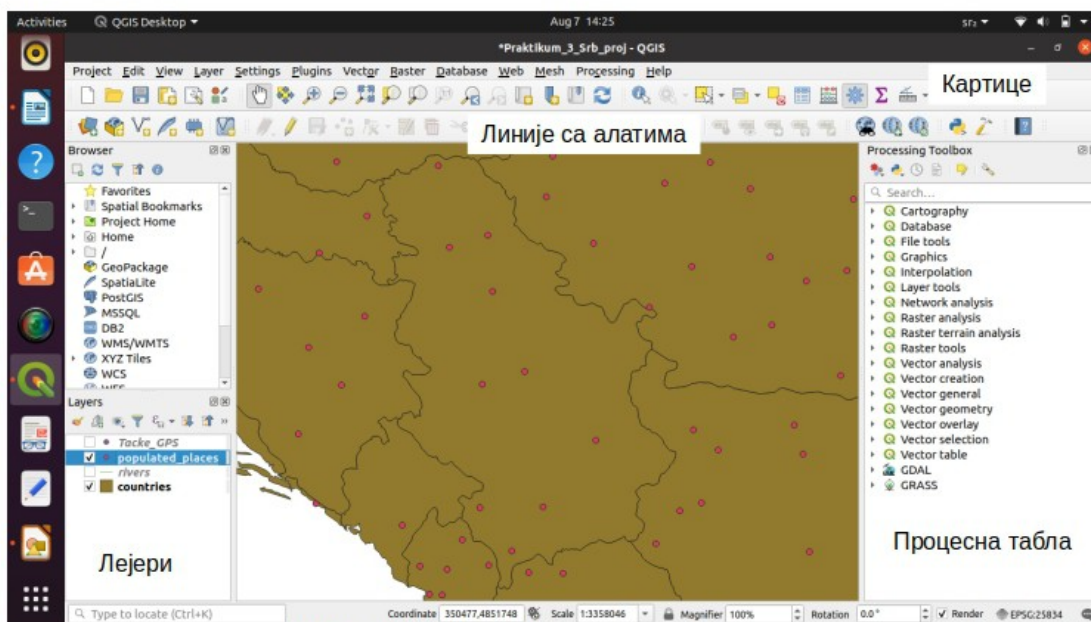 Activities QGIS Desktop Aug 7 14:25 sr₂
*Praktikum_3_Srb_proj - QGIS
Project Edit View Layer Settings Plugins Vector Raster Database Web Mesh Processing Help
Картице
Линије са алатима
Browser
Favorites
Spatial Bookmarks
Project Home
Home
/
GeoPackage
SpatiaLite
PostGIS
MSSQL
DB2
WMS/WMTS
XYZ Tiles
WCS
WFS
Layers
Tacke_GPS
populated_places
rivers
countries
Лејери
Processing Toolbox
Search...
Cartography
Database
File tools
Graphics
Interpolation
Layer tools
Network analysis
Raster analysis
Raster terrain analysis
Raster tools
Vector analysis
Vector creation
Vector general
Vector geometry
Vector overlay
Vector selection
Vector table
GDAL
GRASS
Процесна табла
Type to locate (Ctrl+K) Coordinate 350477,4851748 Scale 1:3358046 Magnifier 100% Rotation 0.0 ° Render EPSG:25834